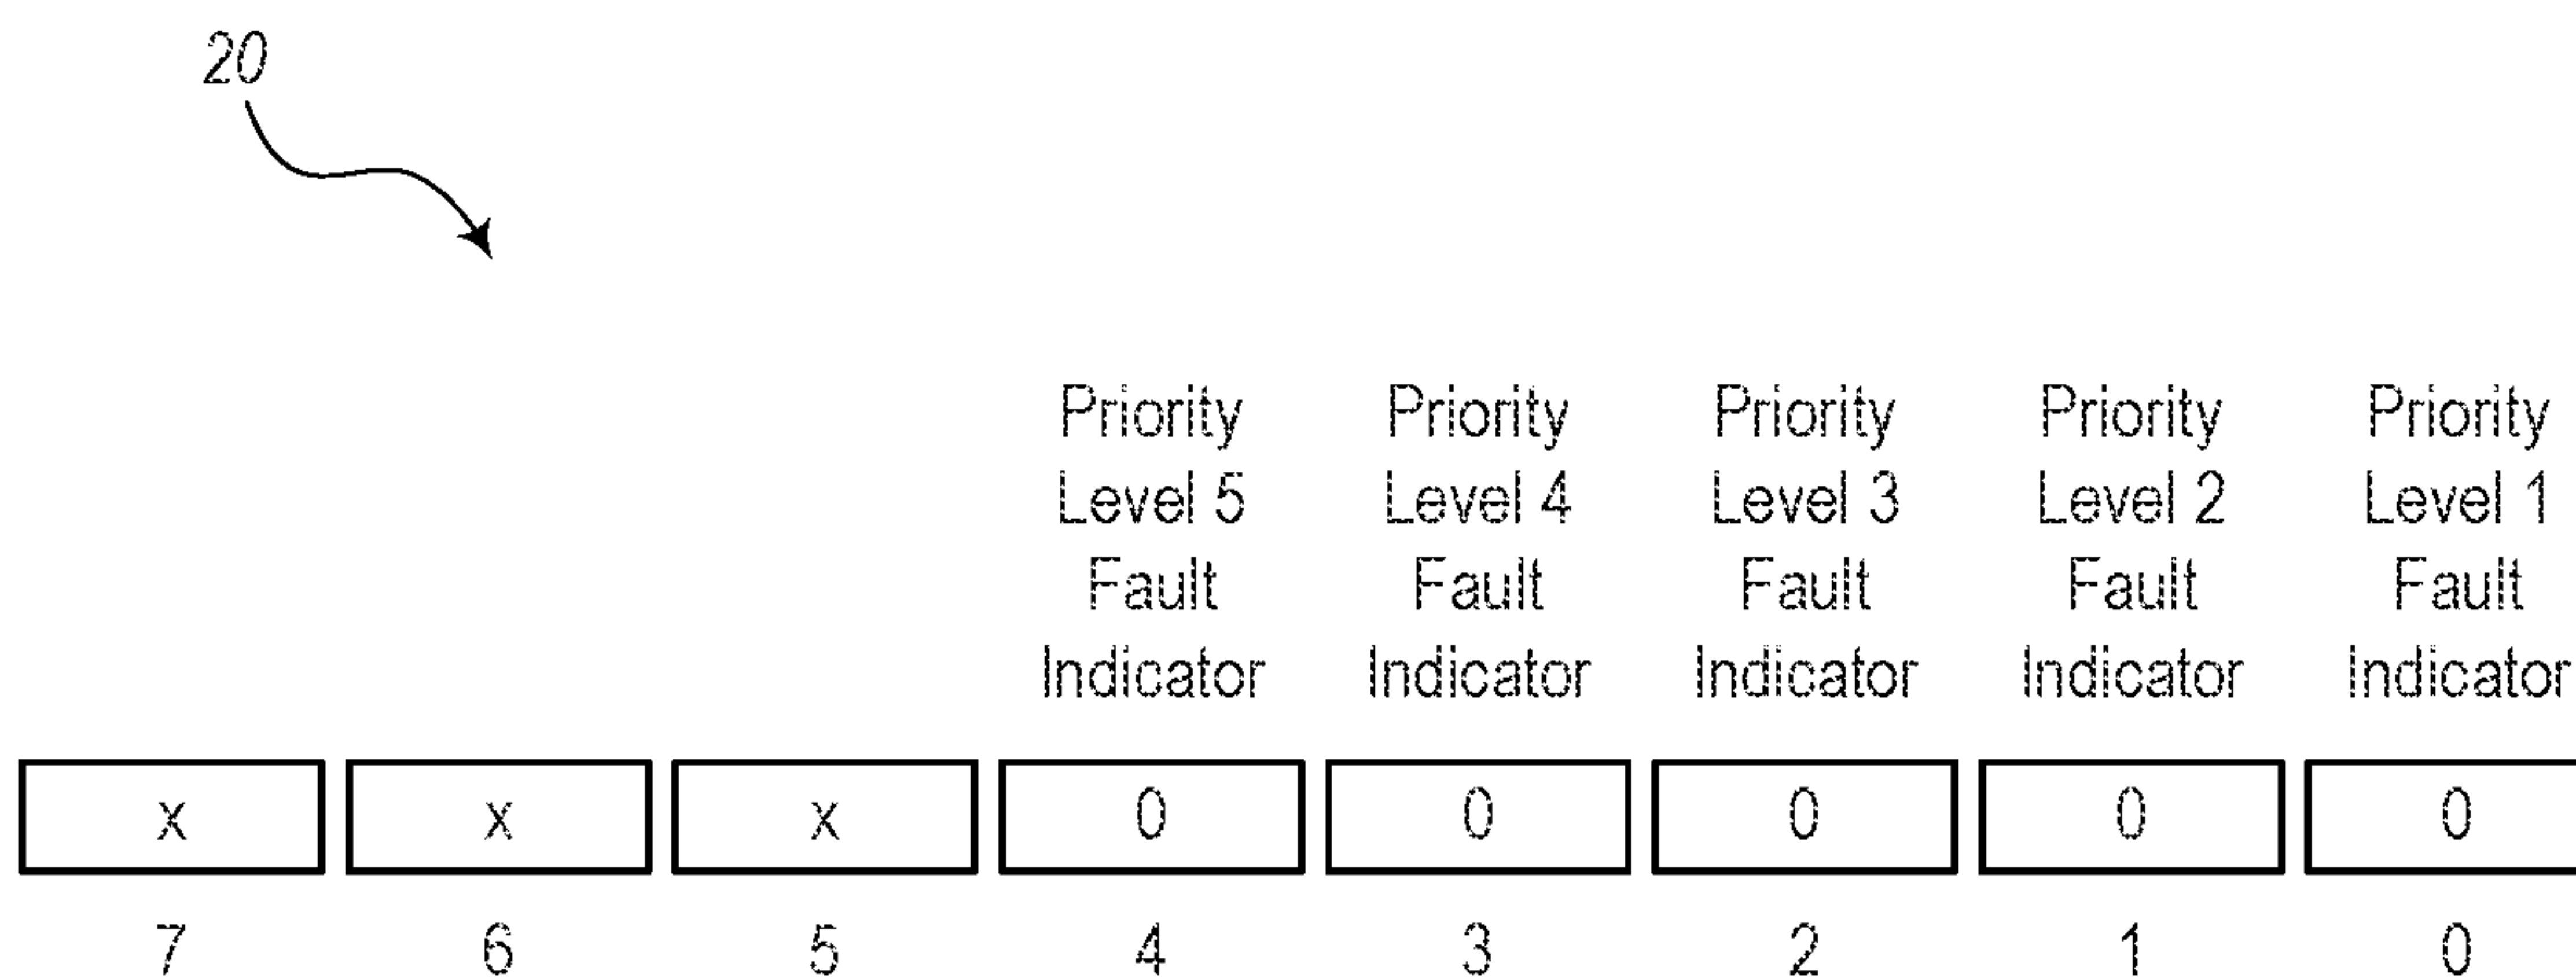 20
Priority Priority Priority Priority Priority
Level 5 Level 4 Level 3 Level 2 Level 1
Fault Fault Fault Fault Fault
Indicator Indicator Indicator Indicator Indicator
x x x 0 0 0 0 0
7 6 5 4 3 2 1 0